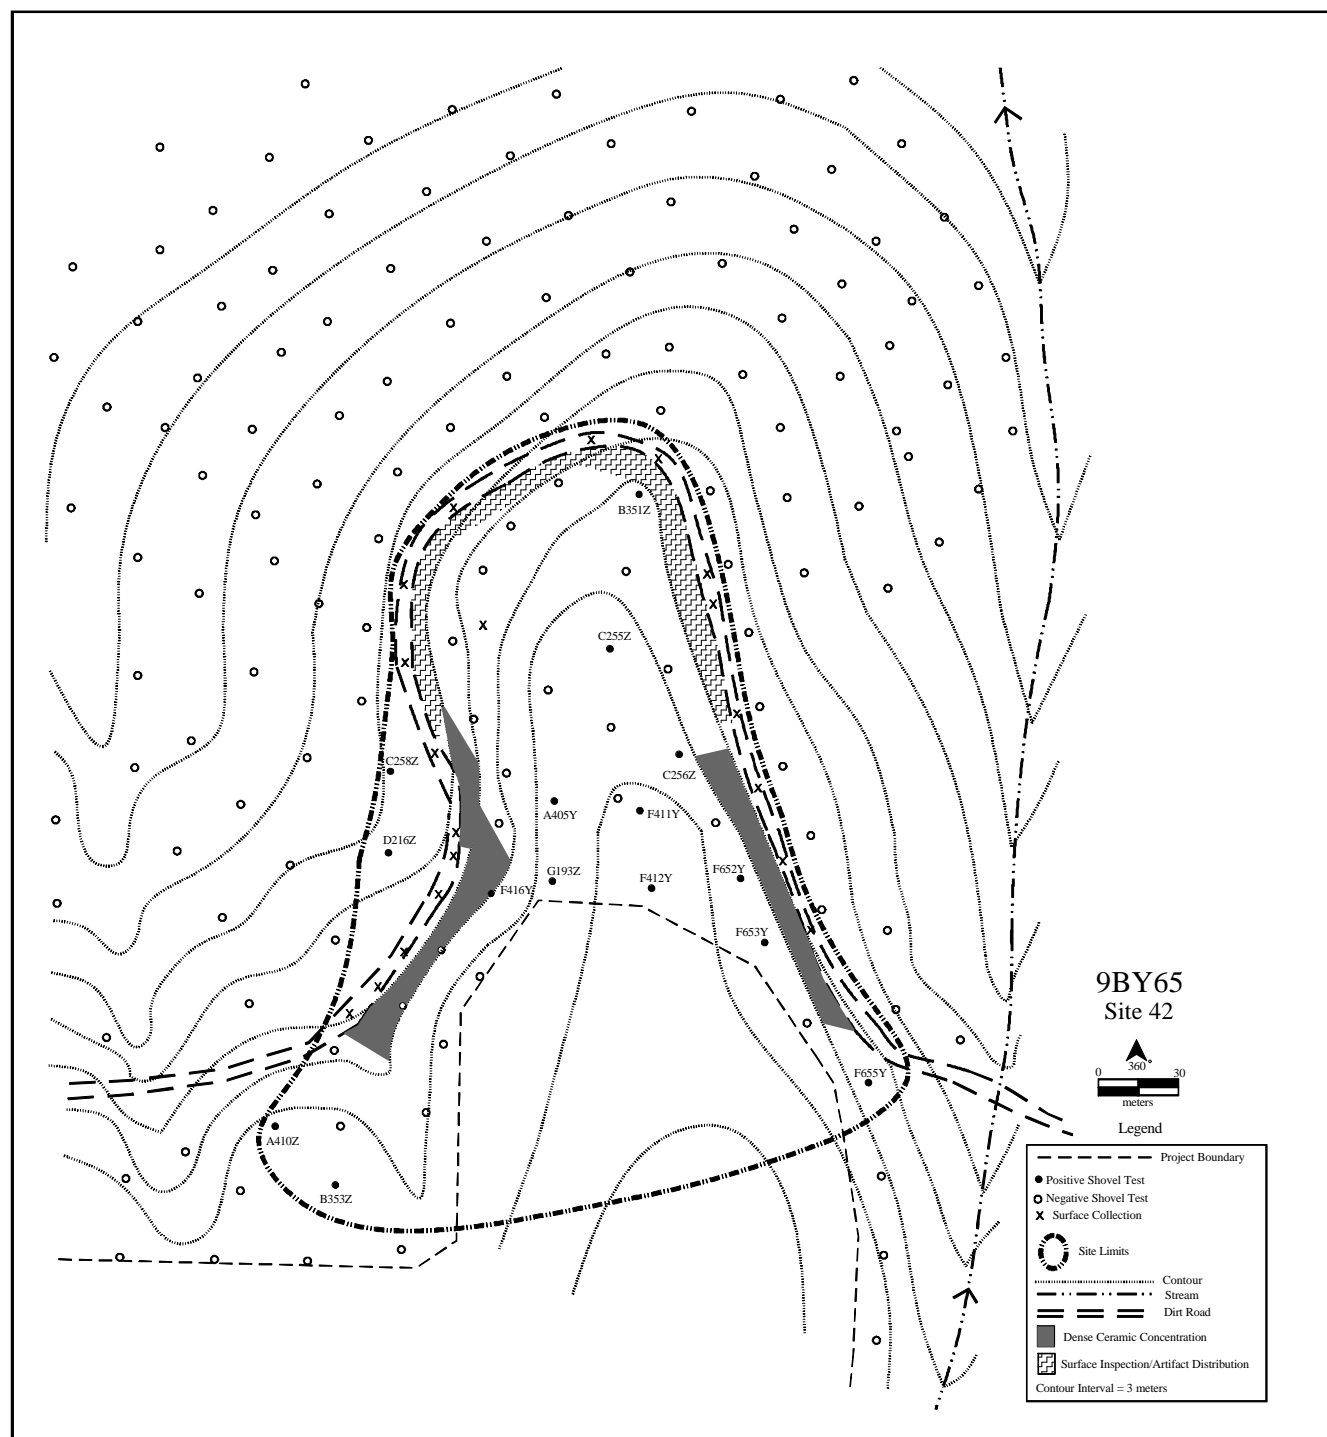 B351Z
C255Z
C258Z
C256Z
A405Y
F411Y
D216Z
G193Z
F412Y
F652Y
F416Y
F653Y
9BY65
Site 42
360°
0 30
meters
F655Y
Legend
A410Z
B353Z
Project Boundary
Positive Shovel Test
Negative Shovel Test
x Surface Collection
Site Limits
Contour
Stream
Dirt Road
Dense Ceramic Concentration
Surface Inspection/Artifact Distribution
Contour Interval = 3 meters